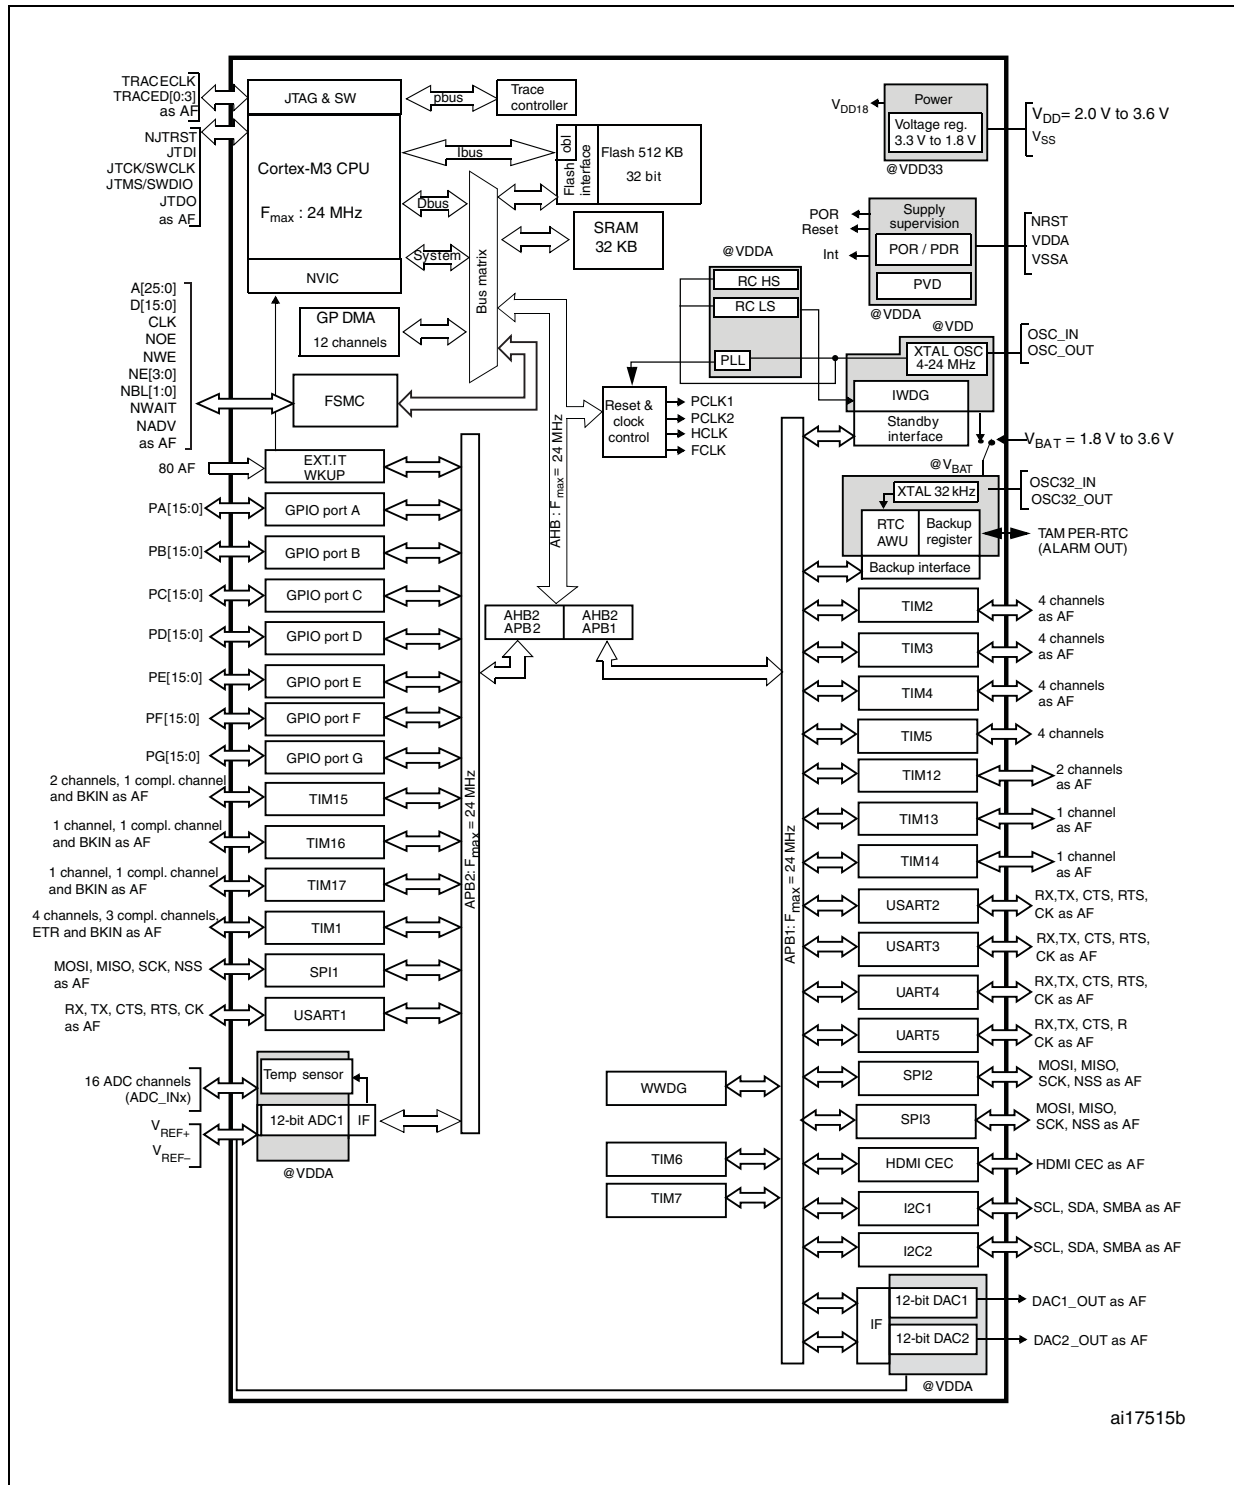 TRACECLK
TRACED[0:3]
as AF
NJTRST
JTDI
JTCK/SWCLK
JTMS/SWDIO
JTDO
as AF
JTAG & SW
pbus
Trace
controller
Cortex-M3 CPU
Fmax : 24 MHz
NVIC
Ibus
Dbus
System
Flash
interface
obl
Flash 512 KB
32 bit
SRAM
32 KB
Bus matrix
GP DMA
12 channels
FSMC
A[25:0]
D[15:0]
CLK
NOE
NWE
NE[3:0]
NBL[1:0]
NWAIT
NADV
as AF
VDD18
Power
Voltage reg.
3.3 V to 1.8 V
@VDD33
VDD= 2.0 V to 3.6 V
VSS
POR
Reset
Int
Supply
supervision
POR / PDR
PVD
@VDDA
NRST
VDDA
VSSA
@VDDA
RC HS
RC LS
PLL
@VDD
XTAL OSC
4-24 MHz
OSC_IN
OSC_OUT
IWDG
Standby
interface
Reset &
clock
control
PCLK1
PCLK2
HCLK
FCLK
VBAT = 1.8 V to 3.6 V
@VBAT
XTAL 32 kHz
OSC32_IN
OSC32_OUT
RTC
AWU
Backup
register
Backup interface
TAMPER-RTC
(ALARM OUT)
AHB : Fmax = 24 MHz
AHB2
APB2
AHB2
APB1
80 AF
EXT.IT
WKUP
PA[15:0]
GPIO port A
PB[15:0]
GPIO port B
PC[15:0]
GPIO port C
PD[15:0]
GPIO port D
PE[15:0]
GPIO port E
PF[15:0]
GPIO port F
PG[15:0]
GPIO port G
2 channels, 1 compl. channel
and BKIN as AF
TIM15
1 channel, 1 compl. channel
and BKIN as AF
TIM16
1 channel, 1 compl. channel
and BKIN as AF
TIM17
4 channels, 3 compl. channels,
ETR and BKIN as AF
TIM1
MOSI, MISO, SCK, NSS
as AF
SPI1
RX, TX, CTS, RTS, CK
as AF
USART1
APB2: Fmax = 24 MHz
16 ADC channels
(ADC_INx)
VREF+
VREF–
Temp sensor
12-bit ADC1
IF
@VDDA
WWDG
TIM6
TIM7
APB1: Fmax = 24 MHz
TIM2
4 channels
as AF
TIM3
4 channels
as AF
TIM4
4 channels
as AF
TIM5
4 channels
TIM12
2 channels
as AF
TIM13
1 channel
as AF
TIM14
1 channel
as AF
USART2
RX,TX, CTS, RTS,
CK as AF
USART3
RX,TX, CTS, RTS,
CK as AF
UART4
RX,TX, CTS, RTS,
CK as AF
UART5
RX,TX, CTS, R
CK as AF
SPI2
MOSI, MISO,
SCK, NSS as AF
SPI3
MOSI, MISO,
SCK, NSS as AF
HDMI CEC
HDMI CEC as AF
I2C1
SCL, SDA, SMBA as AF
I2C2
SCL, SDA, SMBA as AF
IF
12-bit DAC1
DAC1_OUT as AF
12-bit DAC2
DAC2_OUT as AF
@VDDA
ai17515b